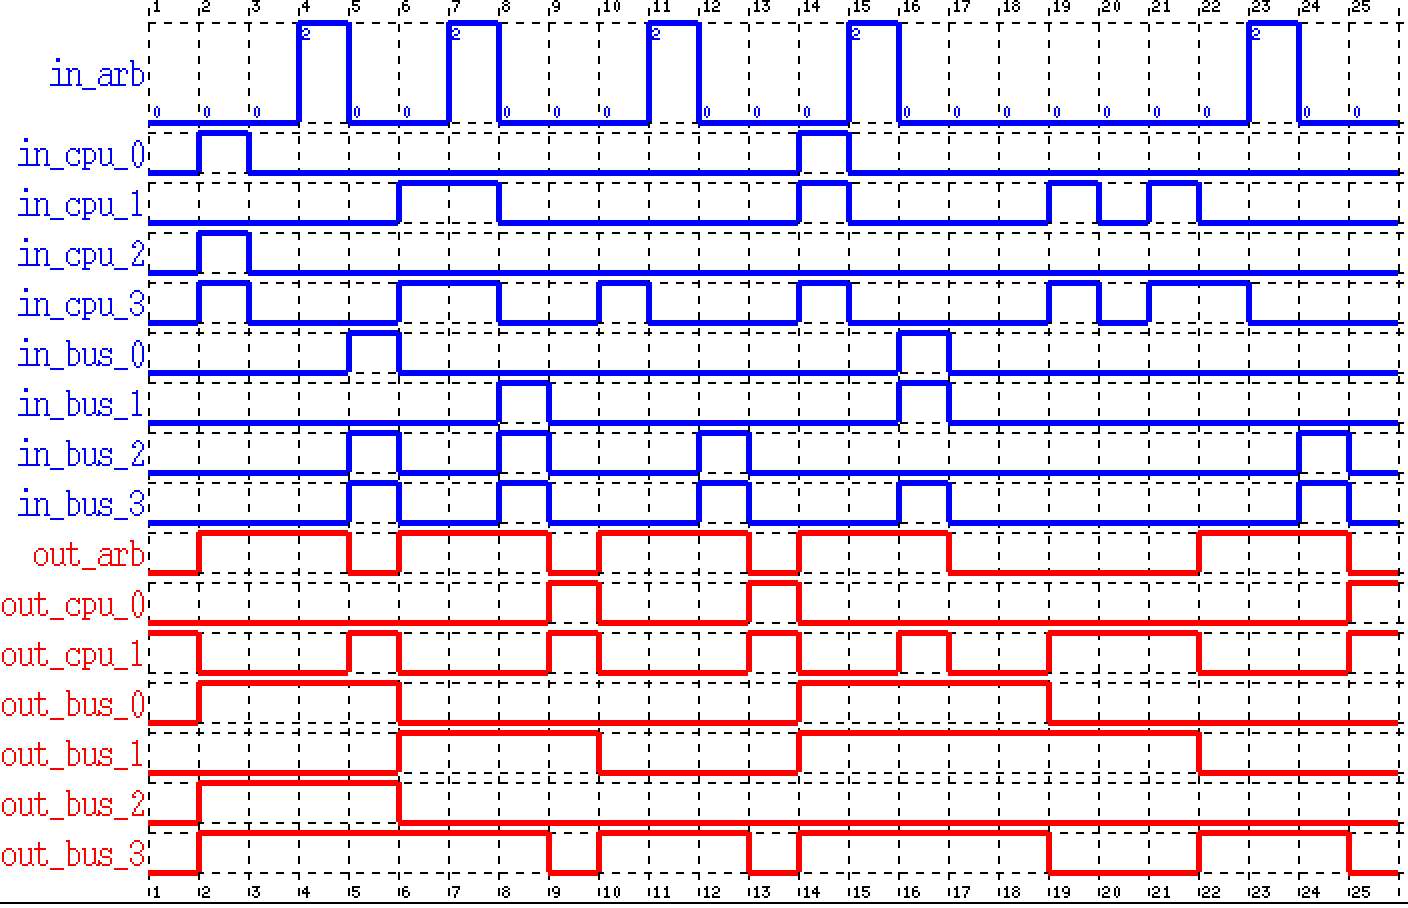 1 2 3 4 5 6 7 8 9 10 11 12 13 14 15 16 17 18 19 20 21 22 23 24 25
2 2 2 2 2
in_arb
0 0 0 0 0 0 0 0 0 0 0 0 0 0 0 0 0 0 0 0
in_cpu_0
in_cpu_1
in_cpu_2
in_cpu_3
in_bus_0
in_bus_1
in_bus_2
in_bus_3
out_arb
out_cpu_0
out_cpu_1
out_bus_0
out_bus_1
out_bus_2
out_bus_3
1 2 3 4 5 6 7 8 9 10 11 12 13 14 15 16 17 18 19 20 21 22 23 24 25